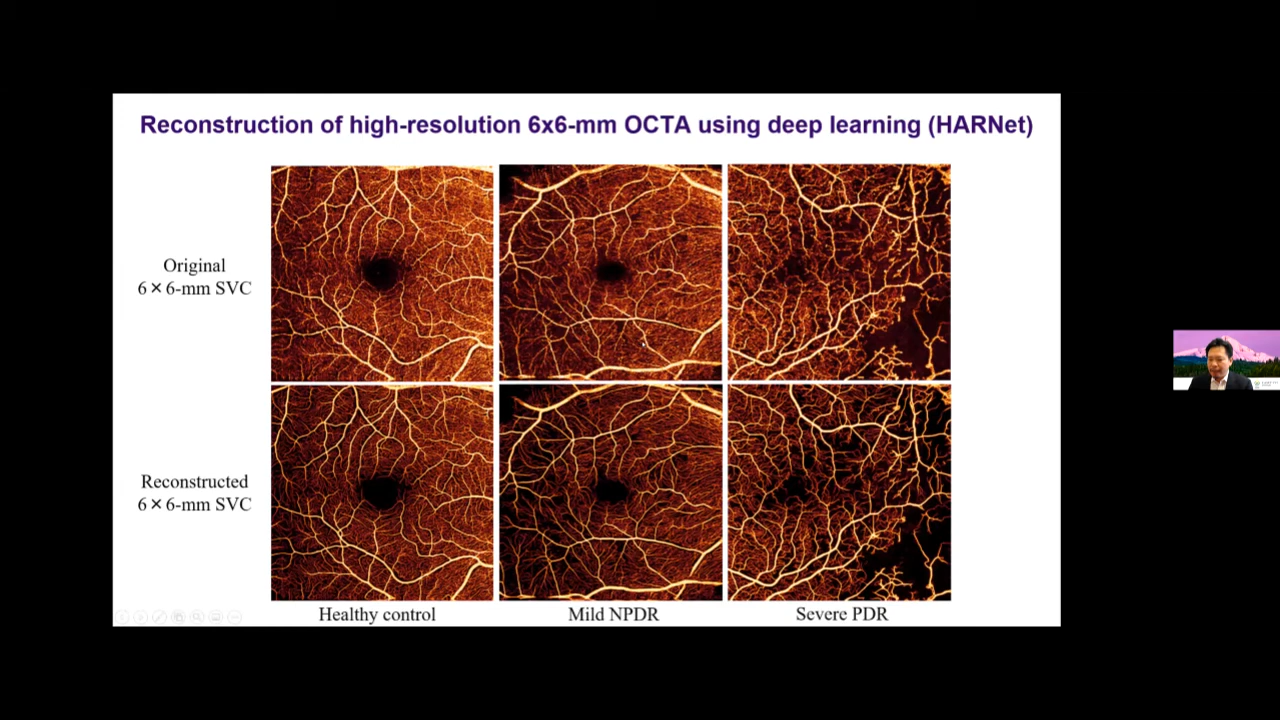 Reconstruction of high-resolution 6x6-mm OCTA using deep learning (HARNet)
Original
6×6-mm SVC
Reconstructed
6×6-mm SVC
Healthy control
Mild NPDR
Severe PDR